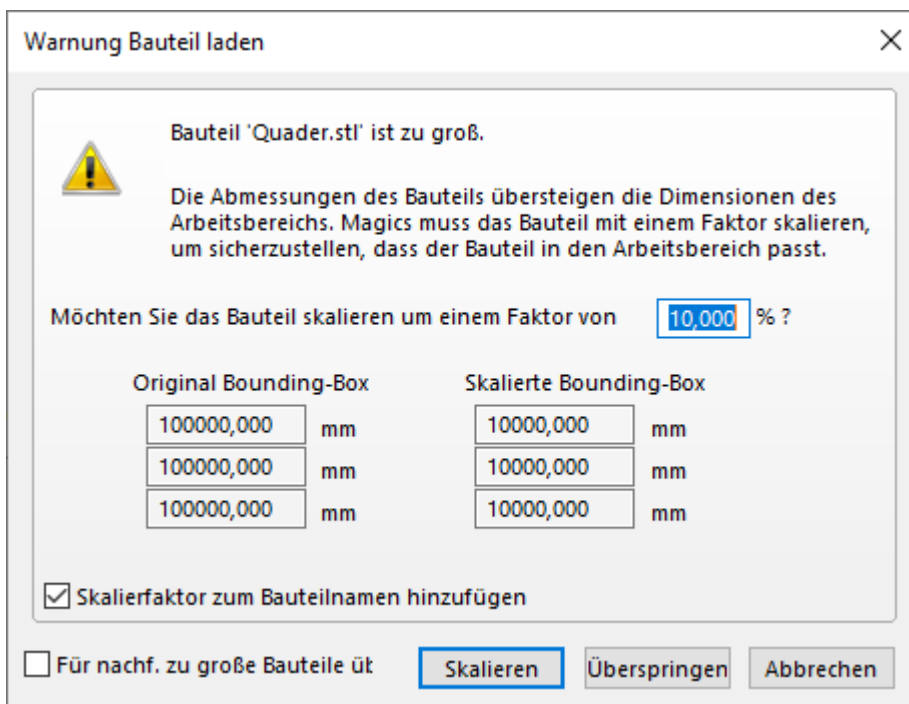 Warnung Bauteil laden
Bauteil 'Quader.stl' ist zu groß.
Die Abmessungen des Bauteils übersteigen die Dimensionen des
Arbeitsbereichs. Magics muss das Bauteil mit einem Faktor skalieren,
um sicherzustellen, dass der Bauteil in den Arbeitsbereich passt.
Möchten Sie das Bauteil skalieren um einem Faktor von 10,000 % ?
Original Bounding-Box Skalierte Bounding-Box
100000,000 mm 10000,000 mm
100000,000 mm 10000,000 mm
100000,000 mm 10000,000 mm
Skalierfaktor zum Bauteilnamen hinzufügen
Für nachf. zu große Bauteile üb Skalieren Überspringen Abbrechen